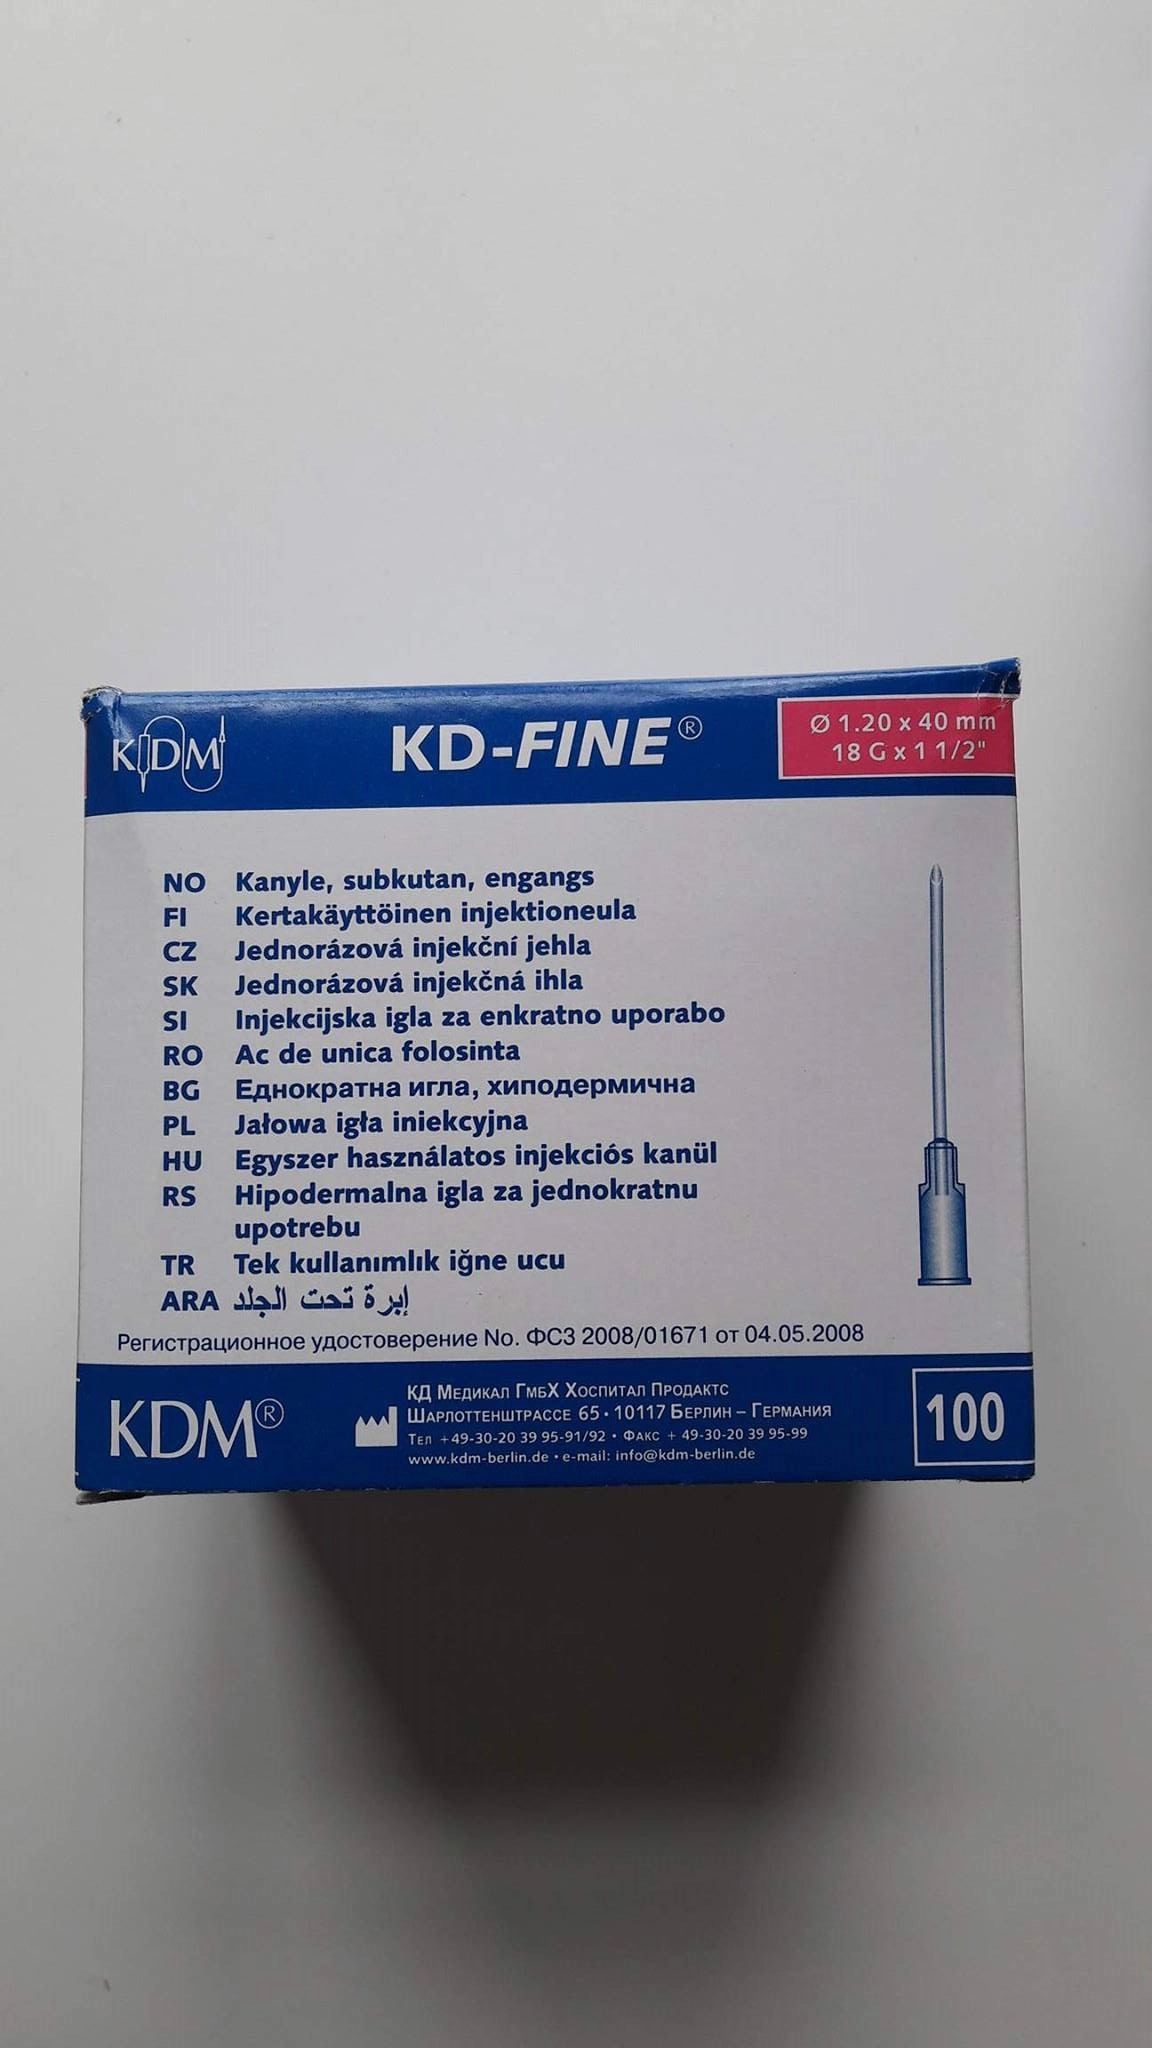 KDM
KD-FINE®
Ø 1.20 x 40 mm
18 G x 1 1/2"
NO Kanyle, subkutan, engangs
FI Kertakäyttöinen injektioneula
CZ Jednorázová injekční jehla
SK Jednorázová injekčná ihla
SI Injekcijska igla za enkratno uporabo
RO Ac de unica folosinta
BG Еднократна игла, хиподермична
PL Jałowa igła iniekcyjna
HU Egyszer használatos injekciós kanül
RS Hipodermalna igla za jednokratnu
upotrebu
TR Tek kullanımlık iğne ucu
ARA إبرة تحت الجلد
Регистрационное удостоверение No. ФСЗ 2008/01671 от 04.05.2008
KDM®
КД Медикал ГмбХ Хоспитал Продактс
Шарлоттенштрассе 65 · 10117 Берлин – Германия
Тел +49-30-20 39 95-91/92 • Факс + 49-30-20 39 95-99
www.kdm-berlin.de • e-mail: info@kdm-berlin.de
100